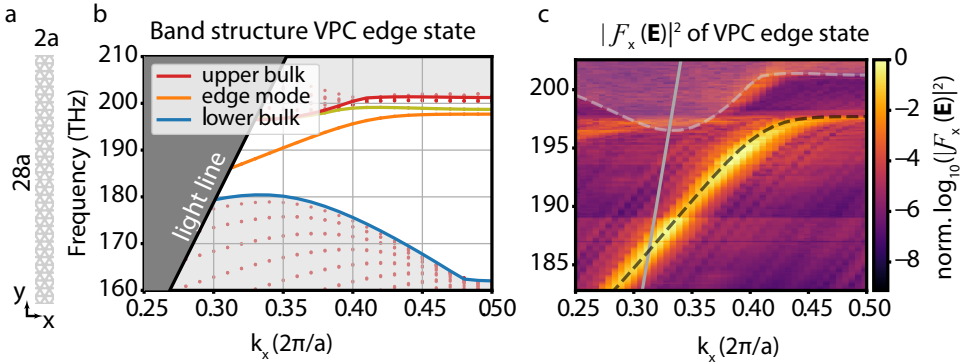 a
2a
28a
y
x
b
Band structure VPC edge state
Frequency (THz)
210
200
190
180
170
160
upper bulk
edge mode
lower bulk
light line
0.25
0.30
0.35
0.40
0.45
0.50
k_x (2π/a)
c
|ℱ_x (E)|² of VPC edge state
200
195
190
185
0.25
0.30
0.35
0.40
0.45
0.50
k_x (2π/a)
0
−2
−4
−6
−8
norm. log₁₀(|ℱ_x (E)|²)